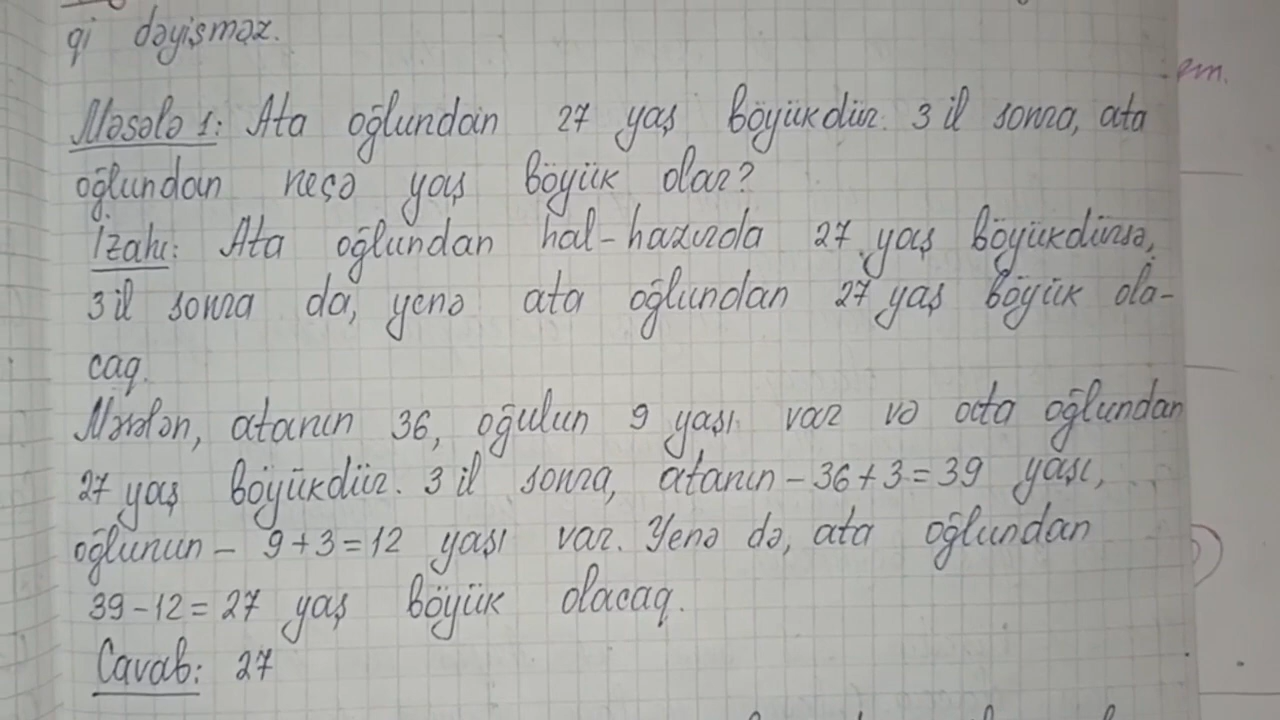 qi dəyişməz.
Məsələ 1: Ata oğlundan 27 yaş böyükdür. 3 il sonra, ata
oğlundan neçə yaş böyük olar?
İzahı: Ata oğlundan hal-hazırda 27 yaş böyükdürsə,
3 il sonra da, yenə ata oğlundan 27 yaş böyük ola-
caq.
Məsələn, atanın 36, oğulun 9 yaşı var və ata oğlundan
27 yaş böyükdür. 3 il sonra, atanın - 36 + 3 = 39 yaşı,
oğlunun - 9 + 3 = 12 yaşı var. Yenə də, ata oğlundan
39 - 12 = 27 yaş böyük olacaq.
Cavab: 27